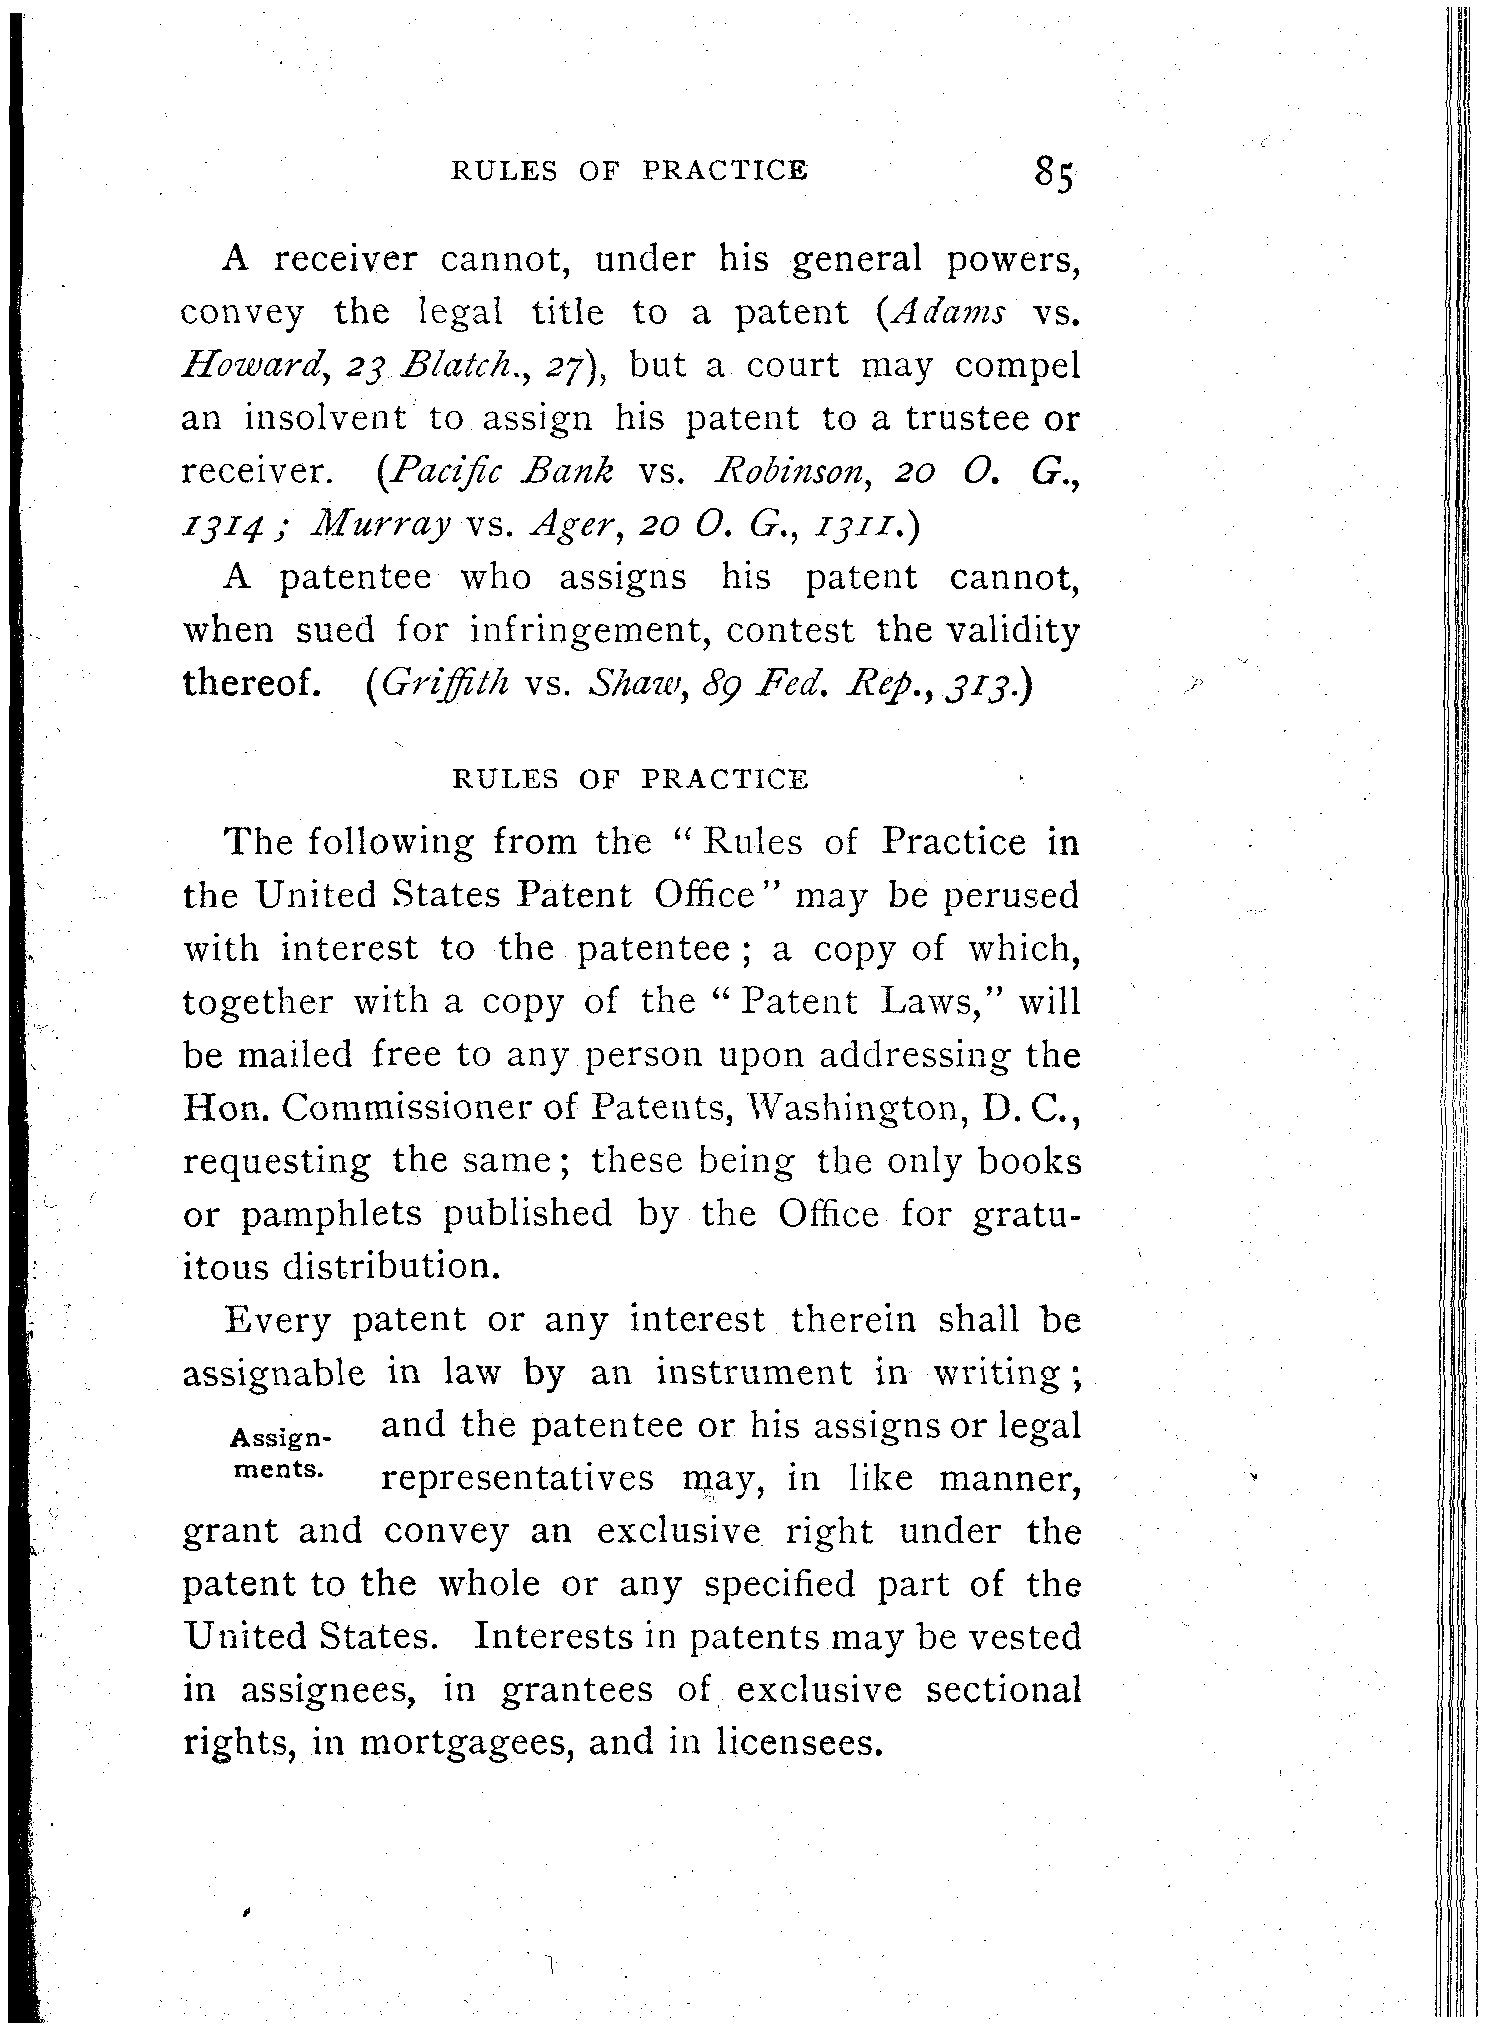 RULES OF PRACTICE 85
A receiver cannot, under his general powers,
convey the legal title to a patent (Adams vs.
Howard, 23 Blatch., 27), but a court may compel
an insolvent to assign his patent to a trustee or
receiver. (Pacific Bank vs. Robinson, 20 O. G.,
1314 ; Murray vs. Ager, 20 O. G., 1311.)
A patentee who assigns his patent cannot,
when sued for infringement, contest the validity
thereof. (Griffith vs. Shaw, 89 Fed. Rep., 313.)
RULES OF PRACTICE
The following from the “ Rules of Practice in
the United States Patent Office ” may be perused
with interest to the patentee ; a copy of which,
together with a copy of the “ Patent Laws,” will
be mailed free to any person upon addressing the
Hon. Commissioner of Patents, Washington, D. C.,
requesting the same ; these being the only books
or pamphlets published by the Office for gratu-
itous distribution.
Every patent or any interest therein shall be
assignable in law by an instrument in writing ;
Assign-
ments.
and the patentee or his assigns or legal
representatives may, in like manner,
grant and convey an exclusive right under the
patent to the whole or any specified part of the
United States. Interests in patents may be vested
in assignees, in grantees of exclusive sectional
rights, in mortgagees, and in licensees.